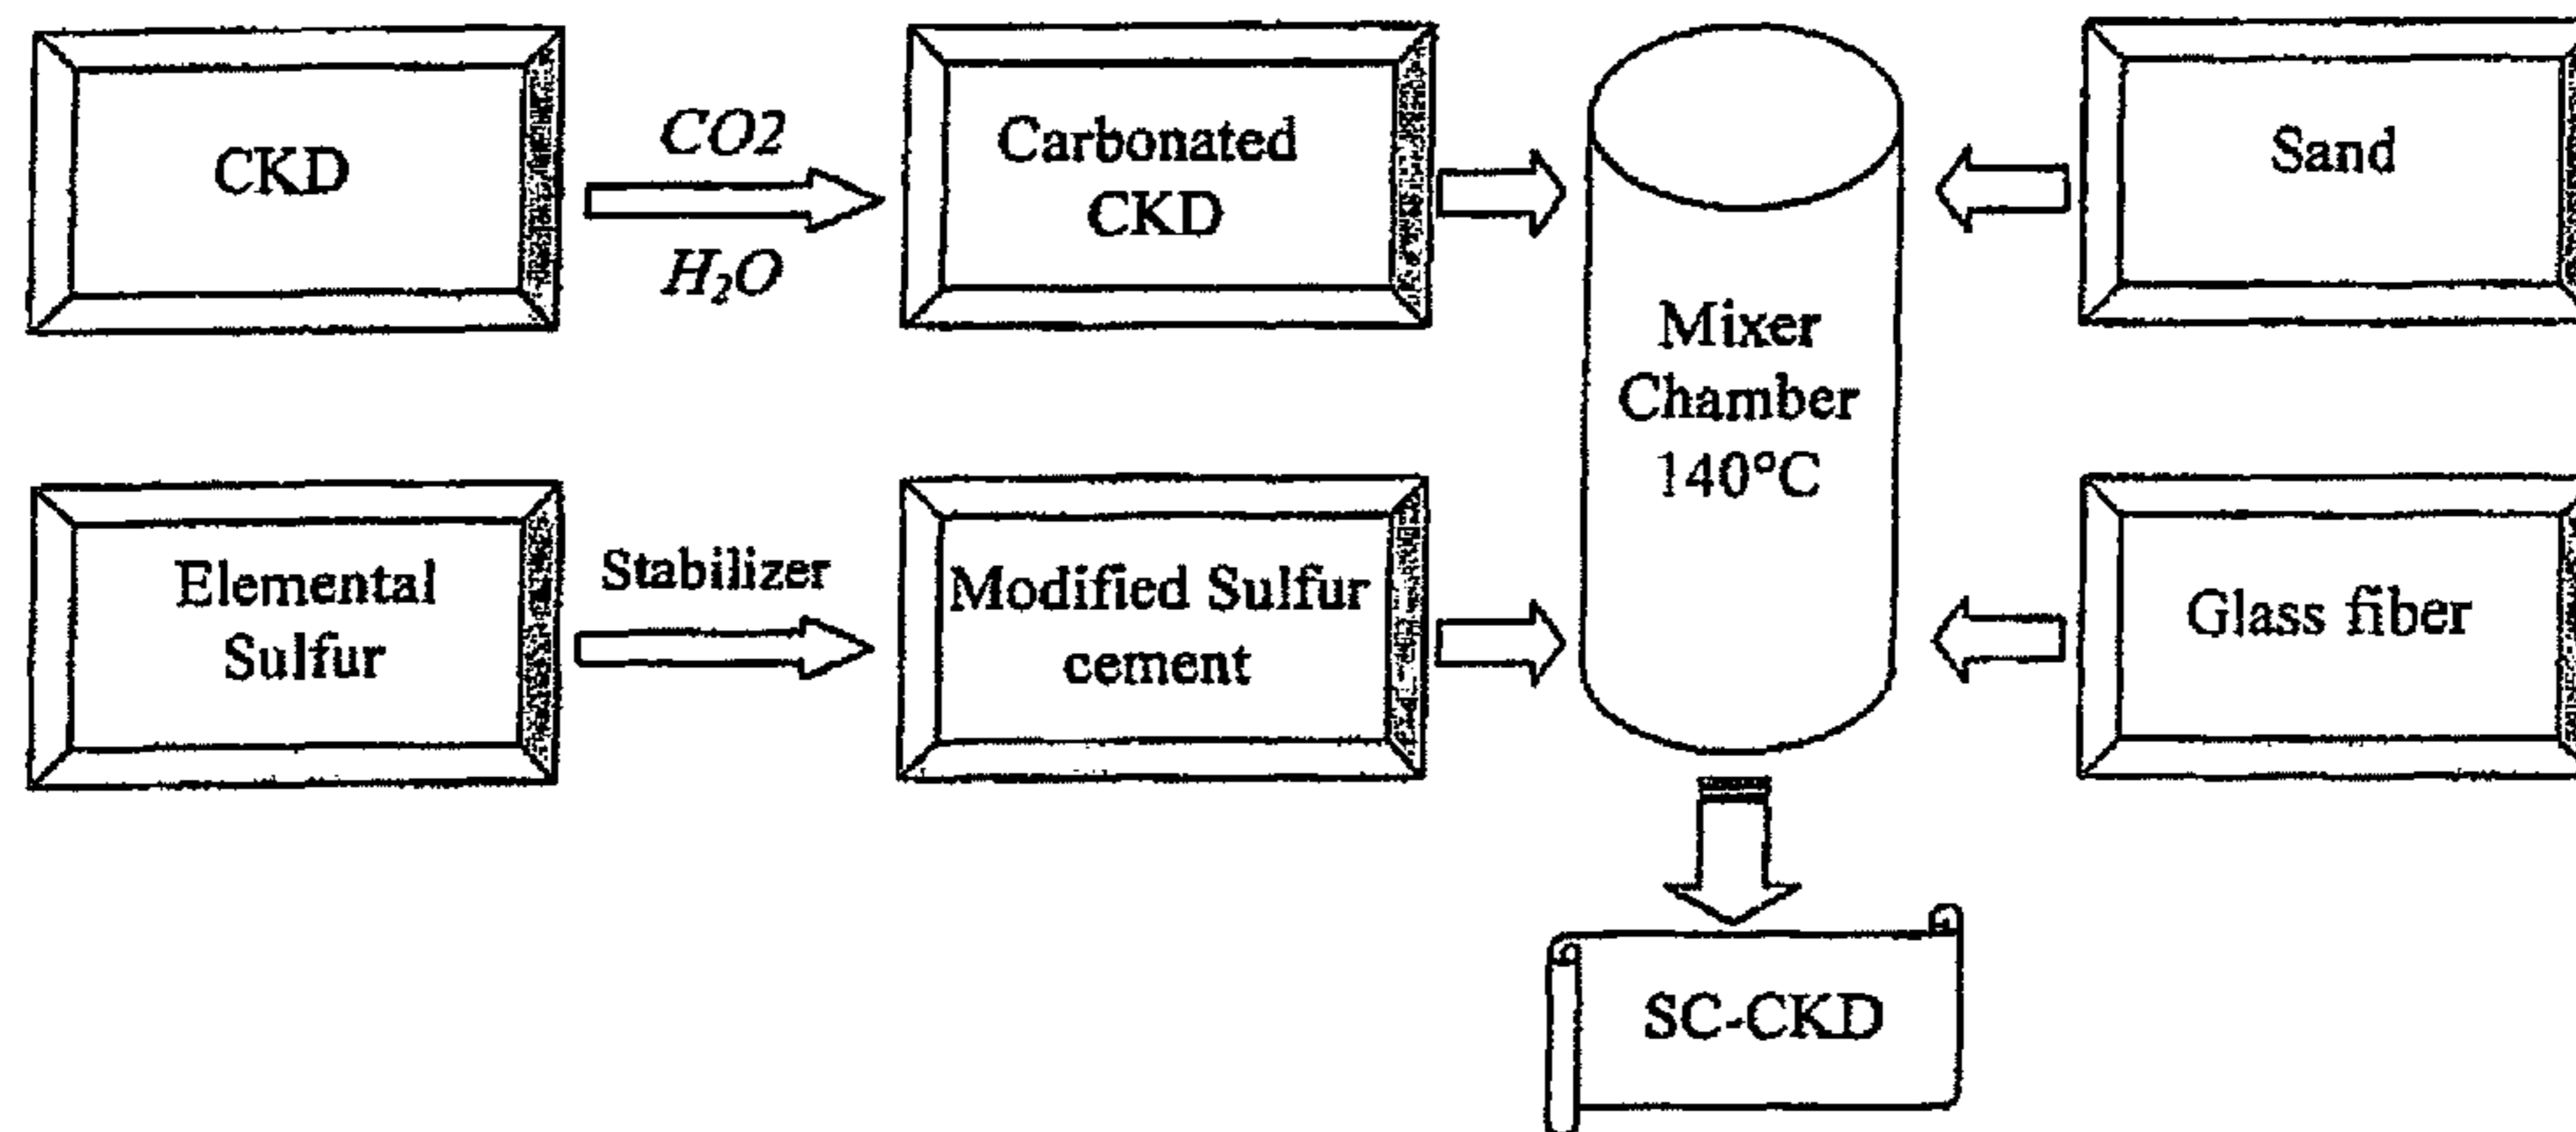 CKD
CO2
H₂O
Carbonated
CKD
Mixer
Chamber
140°C
Sand
Elemental
Sulfur
Stabilizer
Modified Sulfur
cement
Glass fiber
SC-CKD